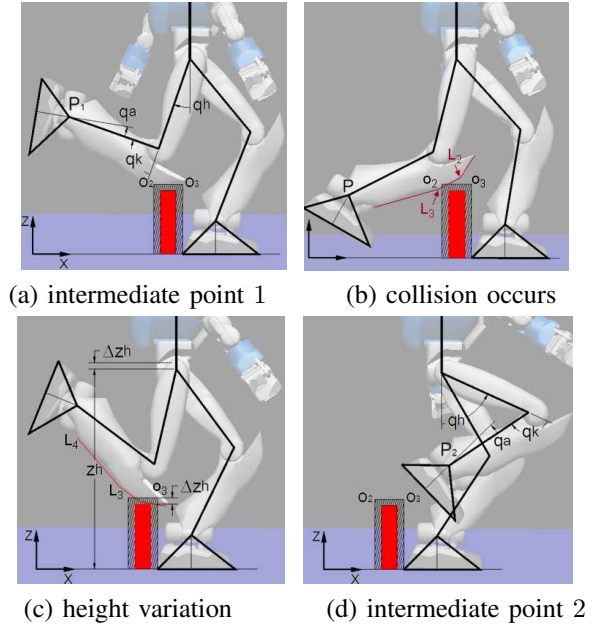 P1
qa
qh
qk
O2
O3
Z
X
(a) intermediate point 1
L2
O2
O3
P
L3
(b) collision occurs
Δzh
L4
zh
L3
O3
Δzh
Z
X
(c) height variation
qh
qk
qa
P2
O2
O3
Z
X
(d) intermediate point 2